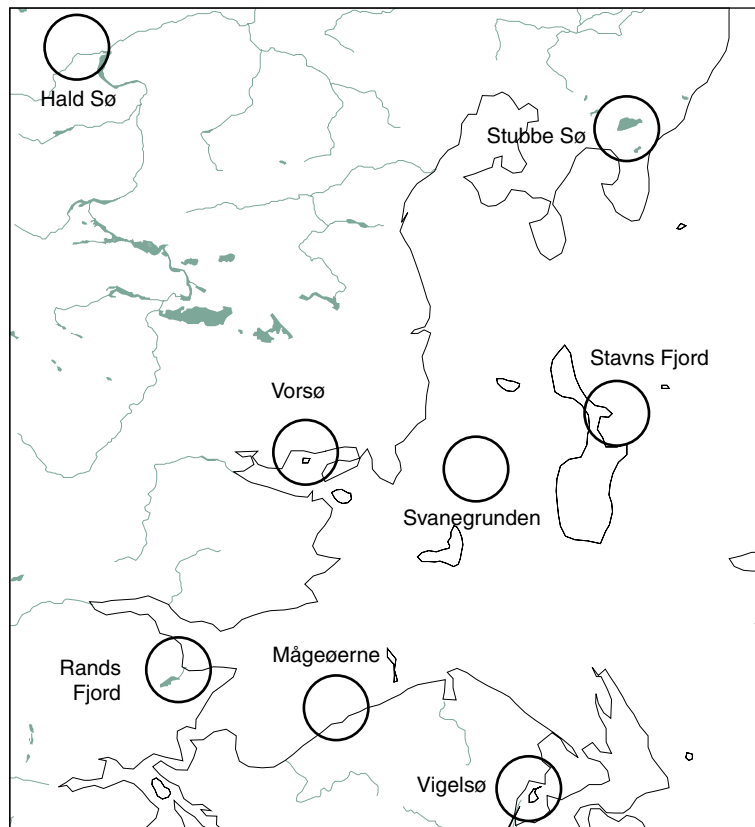 Hald Sø
Stubbe Sø
Stavns Fjord
Vorsø
Svanegrunden
Mågeøerne
Rands
Fjord
Vigelsø